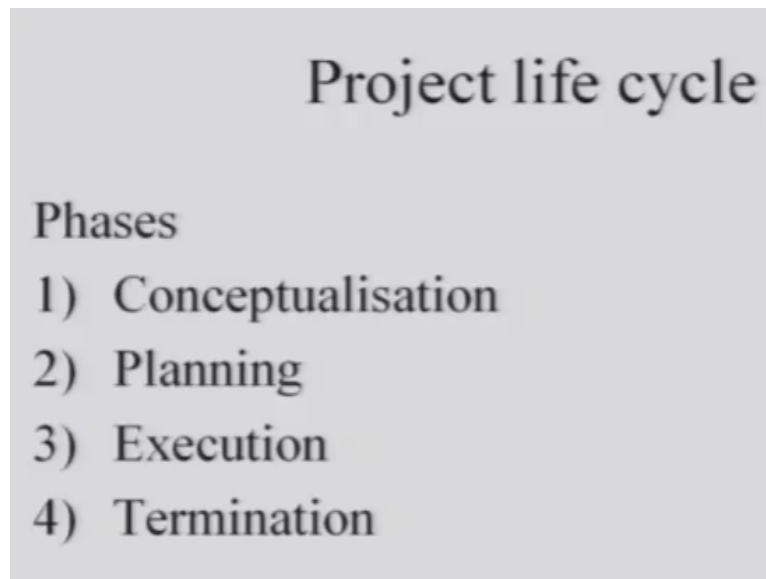 Project life cycle
Phases
1) Conceptualisation
2) Planning
3) Execution
4) Termination